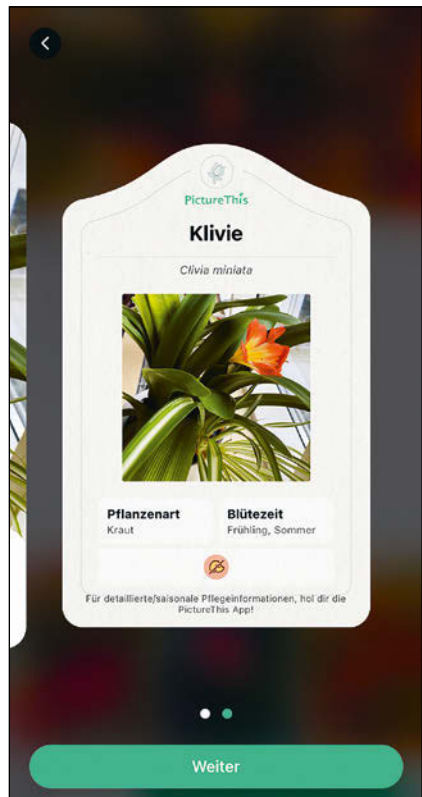 PictureThis
Klivie
Clivia miniata
Pflanzenart
Kraut
Blütezeit
Frühling, Sommer
Für detaillierte/saisonale Pflegeinformationen, hol dir die
PictureThis App!
Weiter